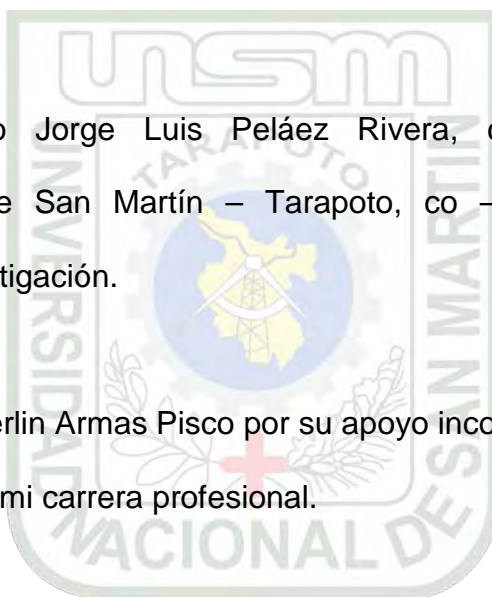 unsm
TARAPOTO
UNIVERSIDAD NACIONAL DE SAN MARTIN
Jorge Luis Peláez Rivera,
e San Martín – Tarapoto, co –
tigación.
erlin Armas Pisco por su apoyo inco
mi carrera profesional.